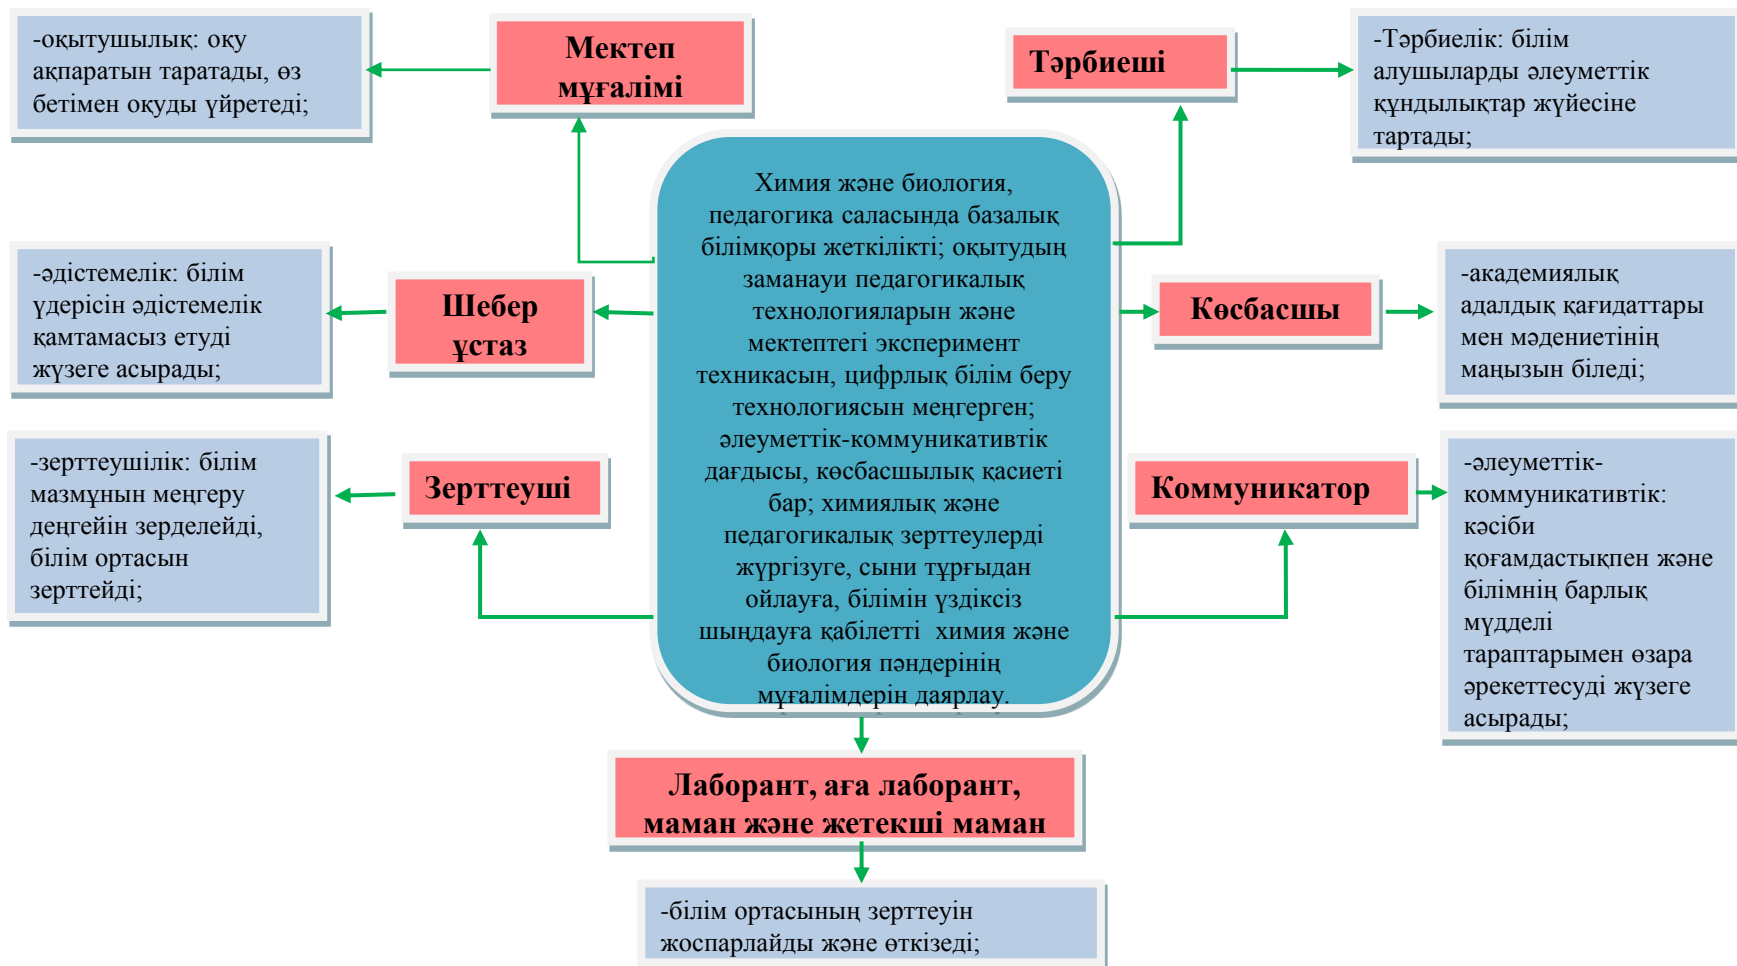 -оқытушылық: оқу
ақпаратын таратады, өз
бетімен оқуды үйретеді;
Мектеп
мұғалімі
Тәрбиеші
-Тәрбиелік: білім
алушыларды әлеуметтік
құндылықтар жүйесіне
тартады;
Химия және биология,
педагогика саласында базалық
білімқоры жеткілікті; оқытудың
заманауи педагогикалық
технологияларын және
мектептегі эксперимент
техникасын, цифрлық білім беру
технологиясын меңгерген;
әлеуметтік-коммуникативтік
дағдысы, көсбасшылық қасиеті
бар; химиялық және
педагогикалық зерттеулерді
жүргізуге, сыни тұрғыдан
ойлауға, білімін үздіксіз
шыңдауға қабілетті химия және
биология пәндерінің
мұғалімдерін даярлау.
-әдістемелік: білім
үдерісін әдістемелік
қамтамасыз етуді
жүзеге асырады;
Шебер
ұстаз
Көсбасшы
-академиялық
адалдық қағидаттары
мен мәдениетінің
маңызын біледі;
-зерттеушілік: білім
мазмұнын меңгеру
деңгейін зерделейді,
білім ортасын
зерттейді;
Зерттеуші
Коммуникатор
-әлеуметтік-
коммуникативтік:
кәсіби
қоғамдастықпен және
білімнің барлық
мүдделі
тараптарымен өзара
әрекеттесуді жүзеге
асырады;
Лаборант, аға лаборант,
маман және жетекші маман
-білім ортасының зерттеуін
жоспарлайды және өткізеді;